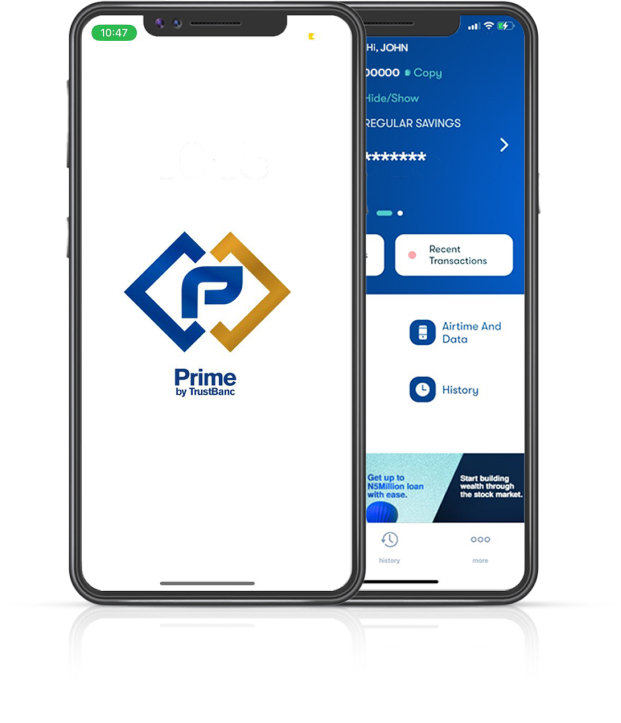 10:47
Prime
by TrustBanc
Hi, JOHN
00000 Copy
Hide/Show
REGULAR SAVINGS
********
s
Recent
Transactions
Airtime And
Data
History
Get up to
N5Million loan
with ease.
Start building
wealth through
the stock market.
history
more